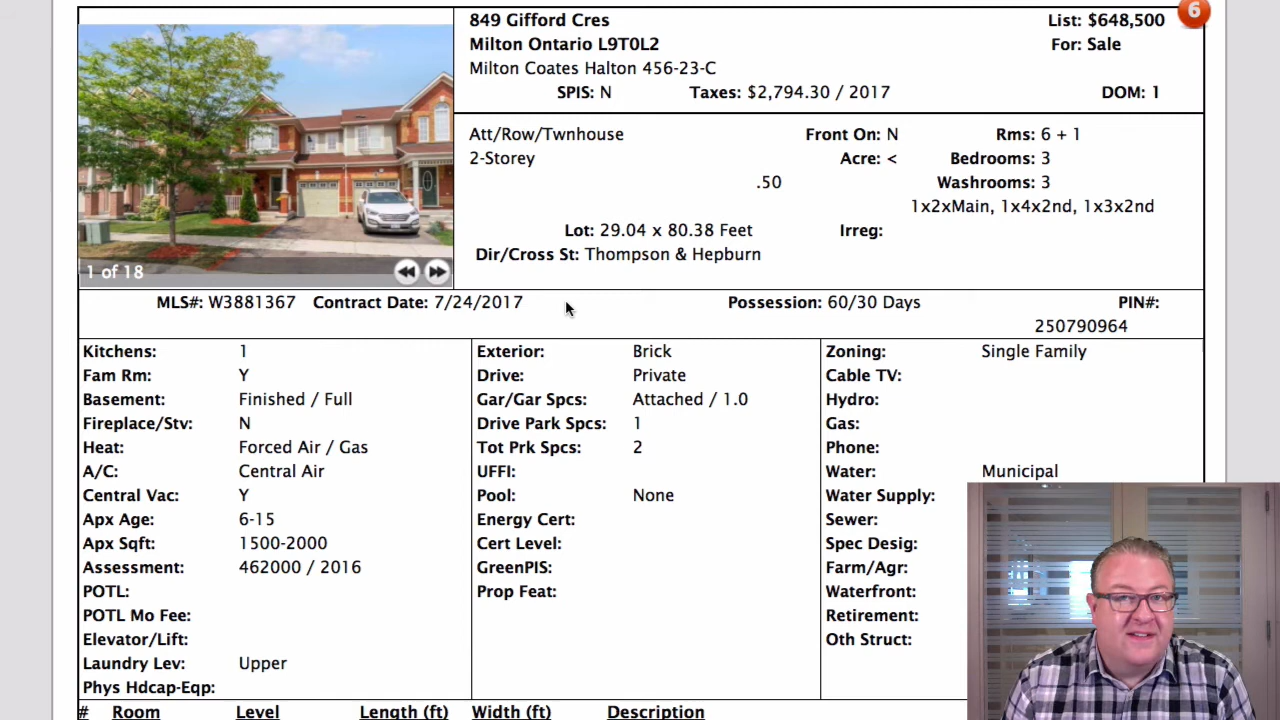 6
849 Gifford Cres List: $648,500
Milton Ontario L9T0L2 For: Sale
Milton Coates Halton 456-23-C
SPIS: N Taxes: $2,794.30 / 2017 DOM: 1
Att/Row/Twnhouse Front On: N Rms: 6 + 1
2-Storey Acre: < Bedrooms: 3
.50 Washrooms: 3
1x2xMain, 1x4x2nd, 1x3x2nd
Lot: 29.04 x 80.38 Feet Irreg:
Dir/Cross St: Thompson & Hepburn
1 of 18
MLS#: W3881367 Contract Date: 7/24/2017 Possession: 60/30 Days PIN#:
250790964
Kitchens: 1 Exterior: Brick Zoning: Single Family
Fam Rm: Y Drive: Private Cable TV:
Basement: Finished / Full Gar/Gar Spcs: Attached / 1.0 Hydro:
Fireplace/Stv: N Drive Park Spcs: 1 Gas:
Heat: Forced Air / Gas Tot Prk Spcs: 2 Phone:
A/C: Central Air UFFI: Water: Municipal
Central Vac: Y Pool: None Water Supply:
Apx Age: 6-15 Energy Cert: Sewer:
Apx Sqft: 1500-2000 Cert Level: Spec Desig:
Assessment: 462000 / 2016 GreenPIS: Farm/Agr:
POTL: Prop Feat: Waterfront:
POTL Mo Fee: Retirement:
Elevator/Lift: Oth Struct:
Laundry Lev: Upper
Phys Hdcap-Eqp:
# Room Level Length (ft) Width (ft) Description